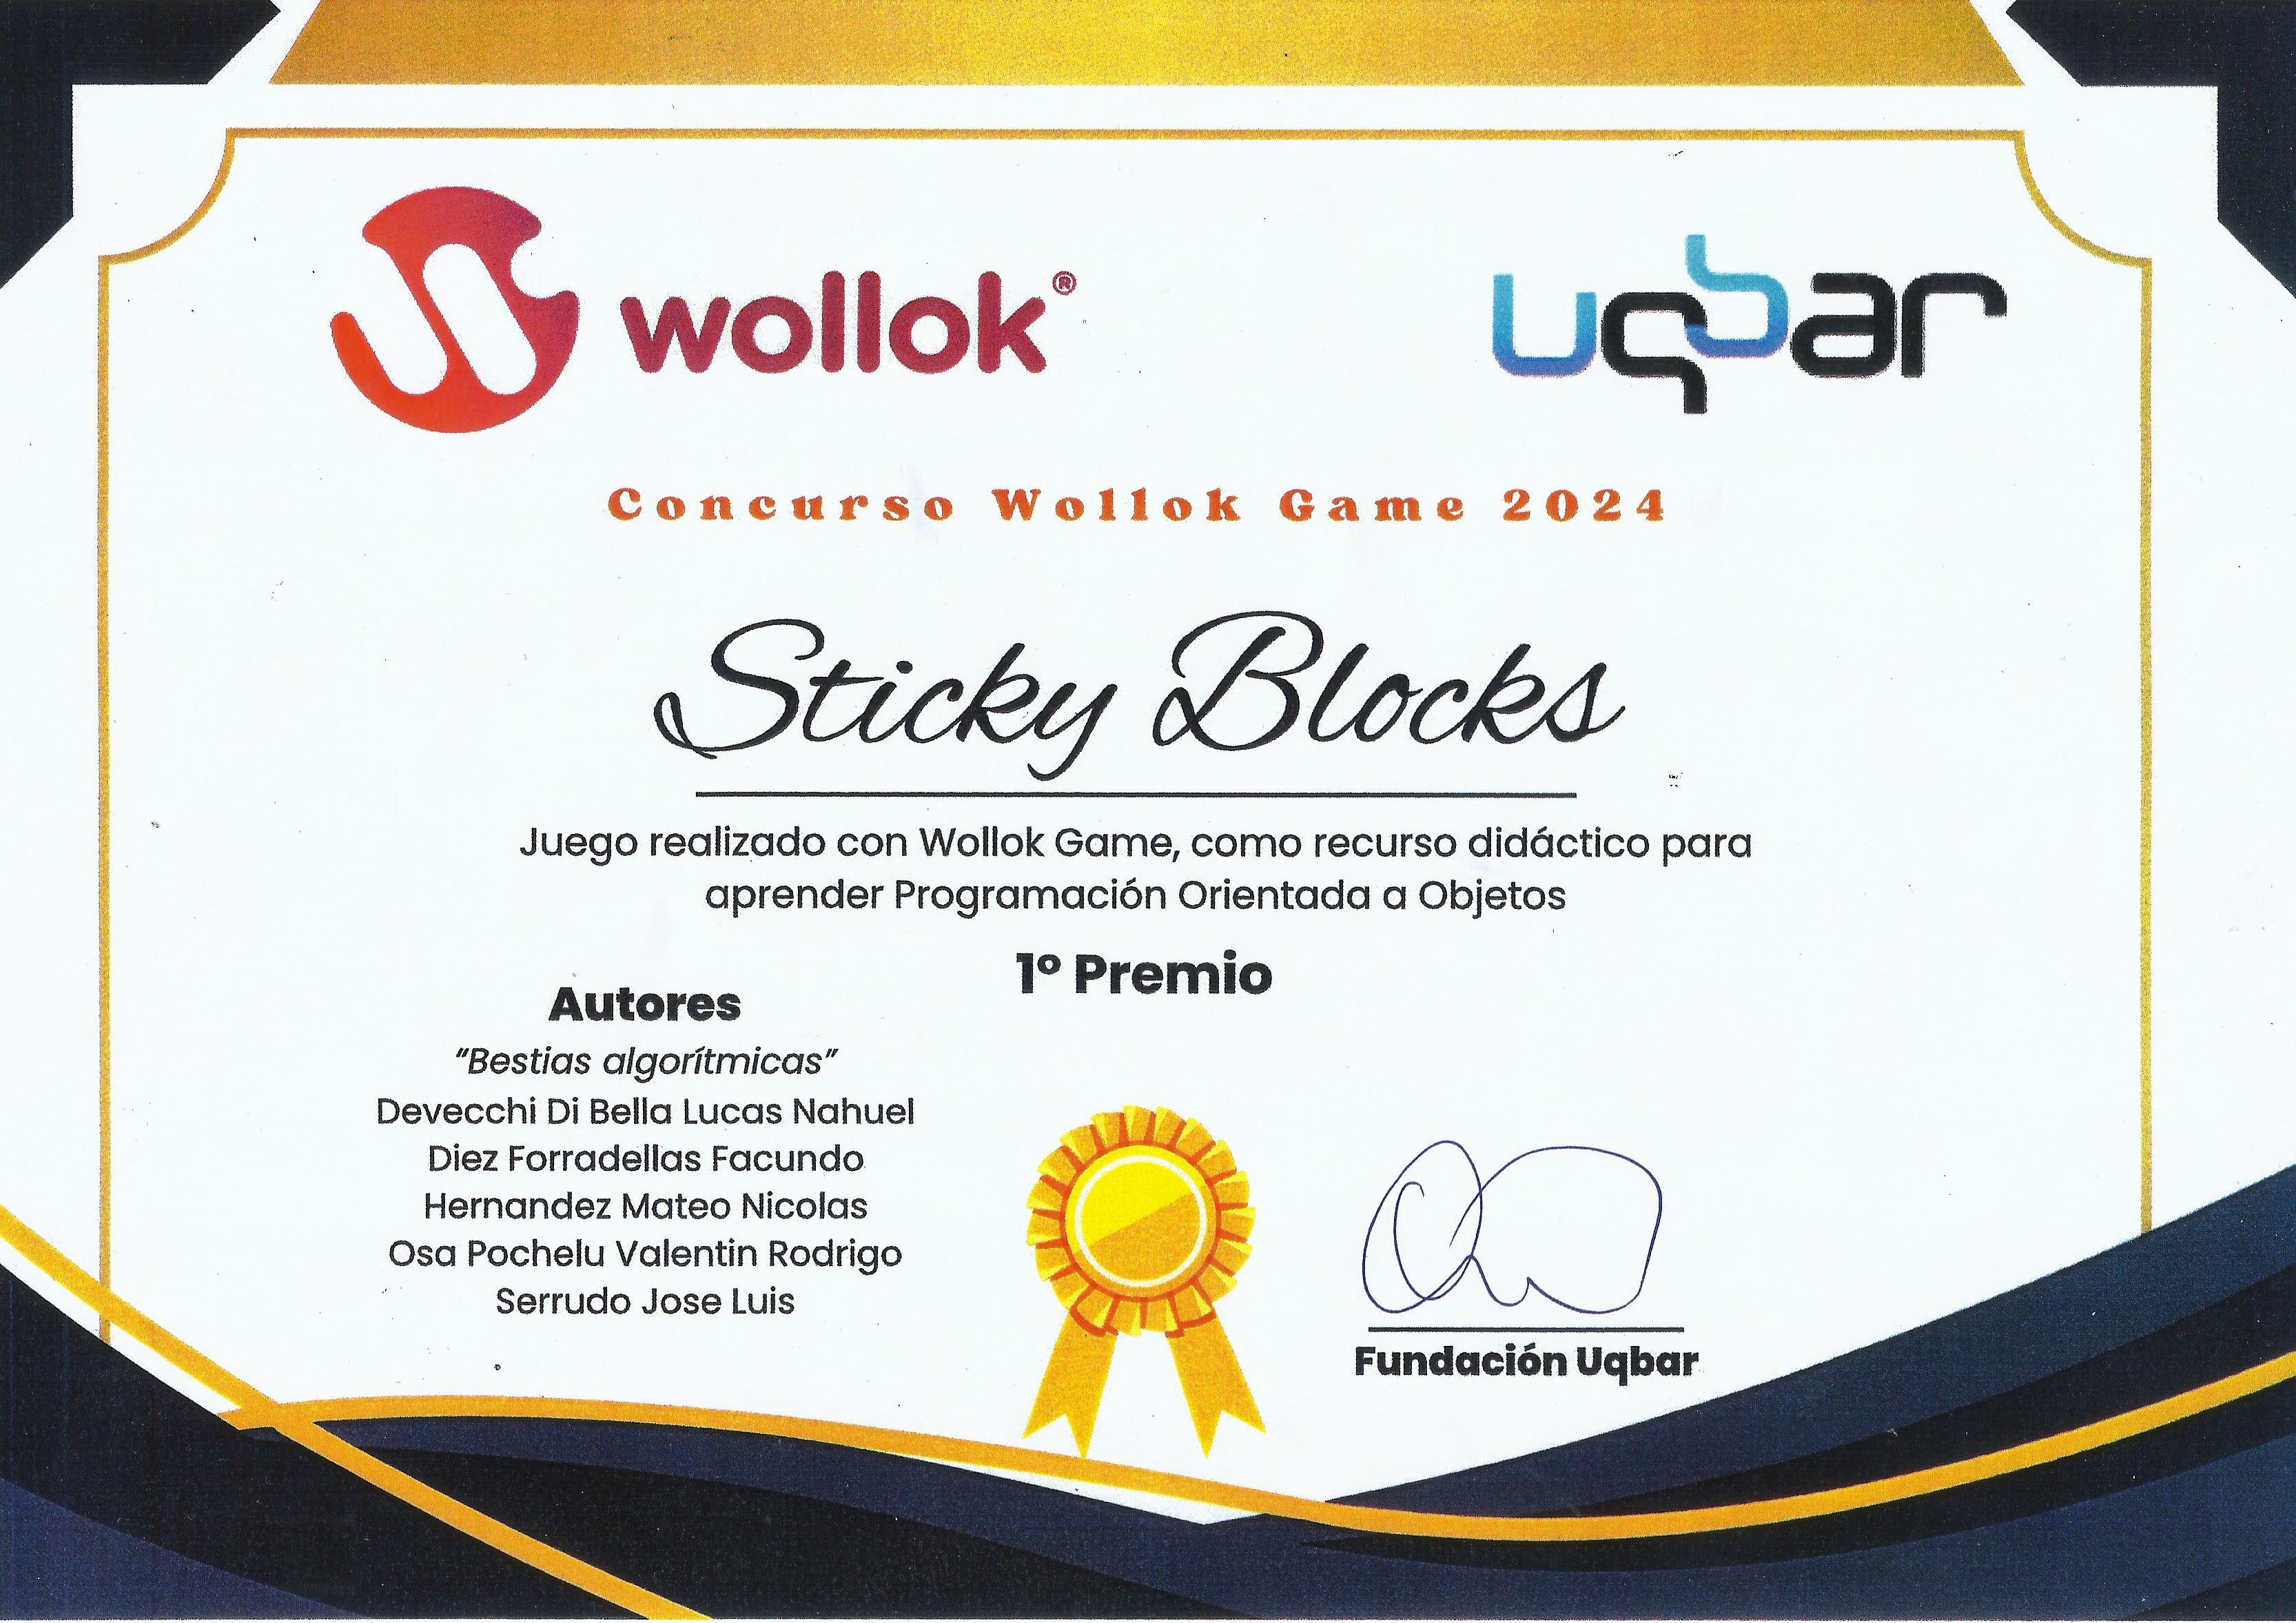 wollok®
uqbar
Concurso Wollok Game 2024
Sticky Blocks
Juego realizado con Wollok Game, como recurso didáctico para
aprender Programación Orientada a Objetos
1º Premio
Autores
“Bestias algorítmicas”
Devecchi Di Bella Lucas Nahuel
Diez Forradellas Facundo
Hernandez Mateo Nicolas
Osa Pochelu Valentin Rodrigo
Serrudo Jose Luis
Fundación Uqbar